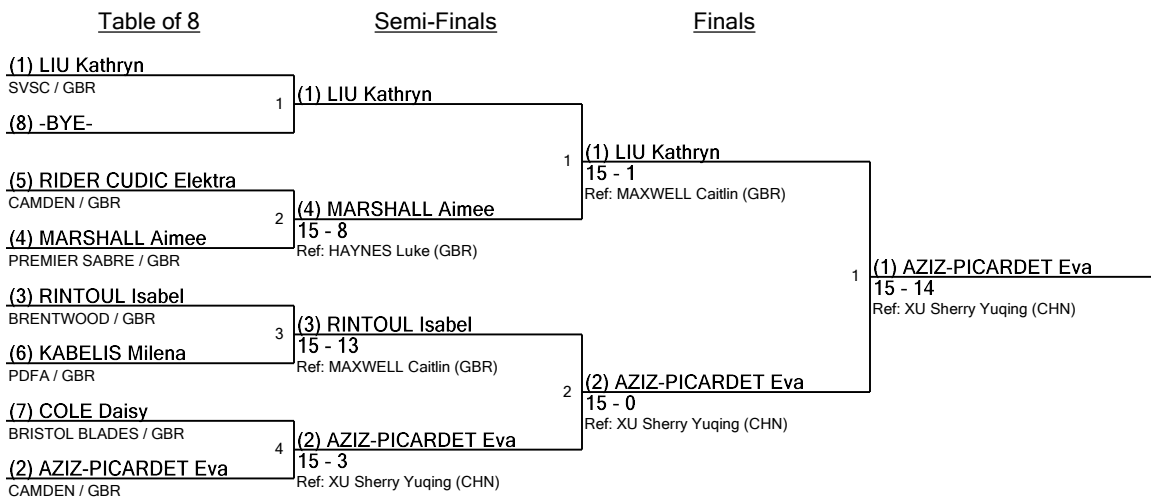 Table of 8
Semi-Finals
Finals
(1) LIU Kathryn
SVSC / GBR
(8) -BYE-
(5) RIDER CUDIC Elektra
CAMDEN / GBR
(4) MARSHALL Aimee
PREMIER SABRE / GBR
(3) RINTOUL Isabel
BRENTWOOD / GBR
(6) KABELIS Milena
PDFA / GBR
(7) COLE Daisy
BRISTOL BLADES / GBR
(2) AZIZ-PICARDET Eva
CAMDEN / GBR
1
(1) LIU Kathryn
2
(4) MARSHALL Aimee
15 - 8
Ref: HAYNES Luke (GBR)
3
(3) RINTOUL Isabel
15 - 13
Ref: MAXWELL Caitlin (GBR)
4
(2) AZIZ-PICARDET Eva
15 - 3
Ref: XU Sherry Yuqing (CHN)
1
(1) LIU Kathryn
15 - 1
Ref: MAXWELL Caitlin (GBR)
2
(2) AZIZ-PICARDET Eva
15 - 0
Ref: XU Sherry Yuqing (CHN)
1
(1) AZIZ-PICARDET Eva
15 - 14
Ref: XU Sherry Yuqing (CHN)